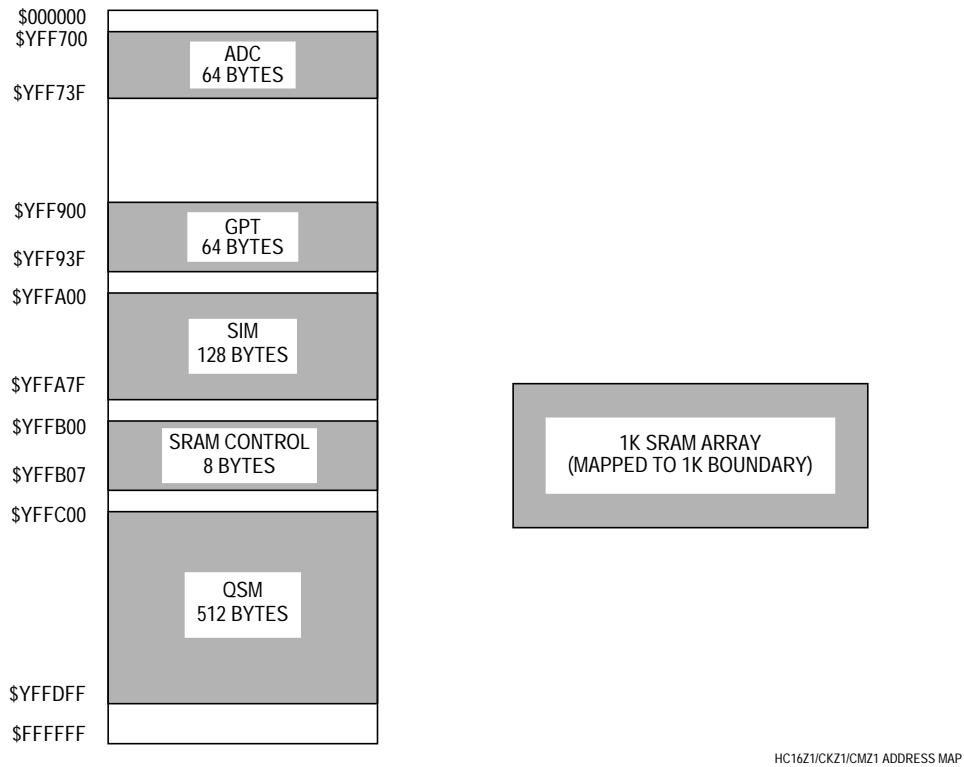 $000000
$YFF700
ADC
64 BYTES
$YFF73F
$YFF900
GPT
64 BYTES
$YFF93F
$YFFA00
SIM
128 BYTES
$YFFA7F
$YFFB00
SRAM CONTROL
8 BYTES
$YFFB07
$YFFC00
QSM
512 BYTES
$YFFDFF
$FFFFFF
1K SRAM ARRAY
(MAPPED TO 1K BOUNDARY)
HC16Z1/CKZ1/CMZ1 ADDRESS MAP